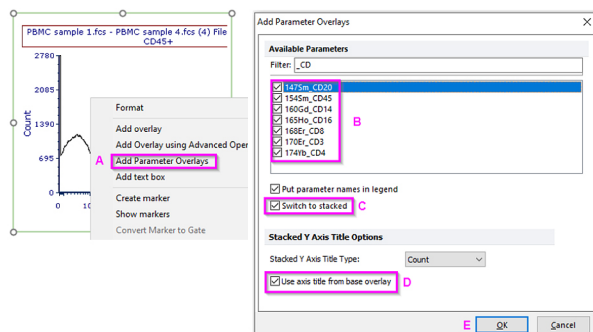 PBMC sample 1.fcs - PBMC sample 4.fcs (4) File
CD45+
2780
1390
695
0
0
10
Count
Format
Add overlay
Add Overlay using Advanced Oper
A
Add Parameter Overlays
Add text box
Create marker
Show markers
Convert Marker to Gate
Add Parameter Overlays
Available Parameters
Filter: _CD
147Sm_CD20
154Sm_CD45
160Gd_CD14
165Ho_CD16
168Er_CD8
170Er_CD3
174Yb_CD4
B
Put parameter names in legend
Switch to stacked
C
Stacked Y Axis Title Options
Stacked Y Axis Title Type: Count
Use axis title from base overlay
D
E
OK
Cancel